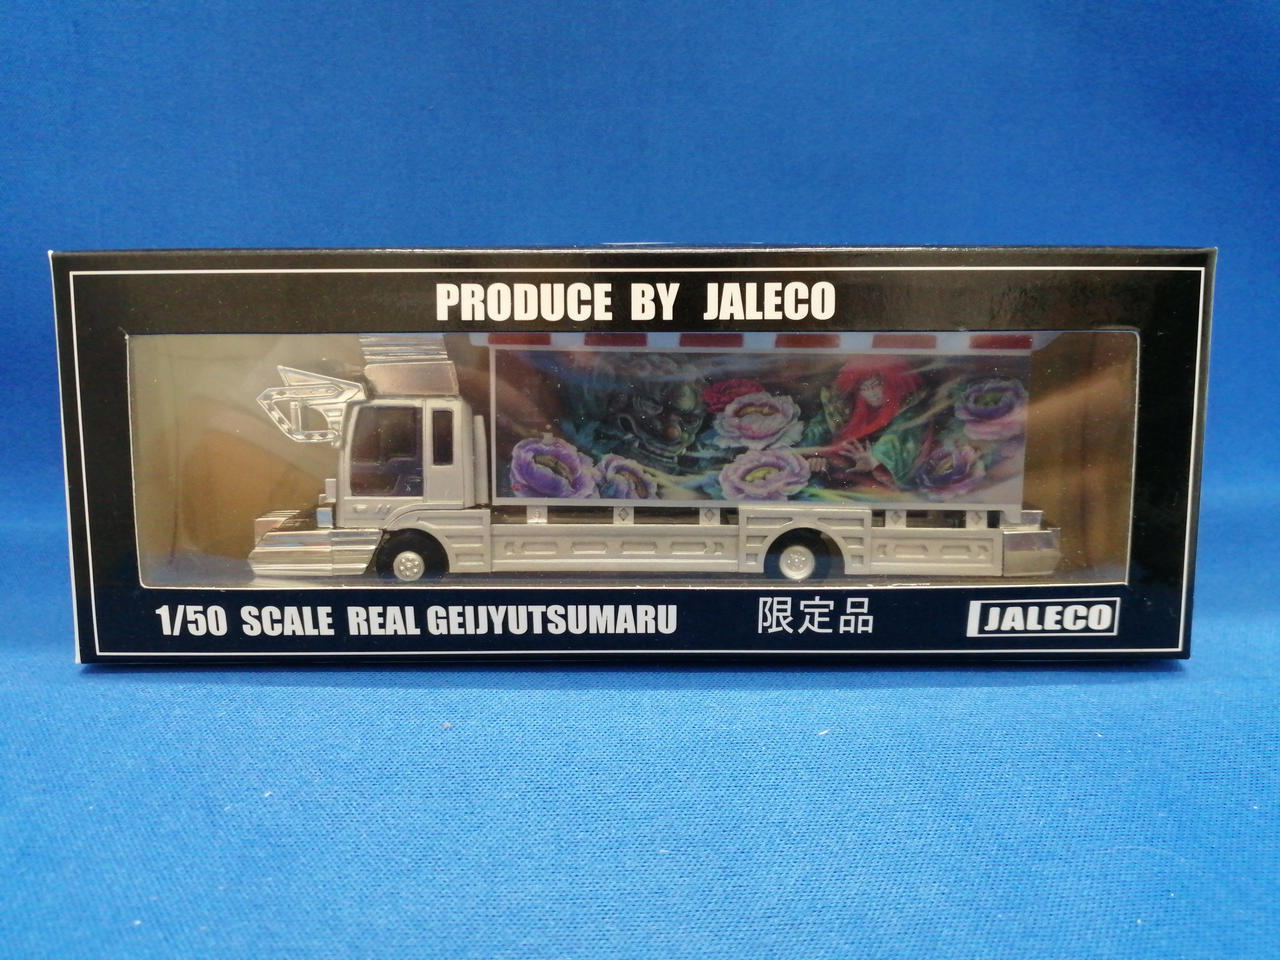 PRODUCE BY JALECO
1/50 SCALE REAL GEIJYUTSUMARU 限定品 JALECO